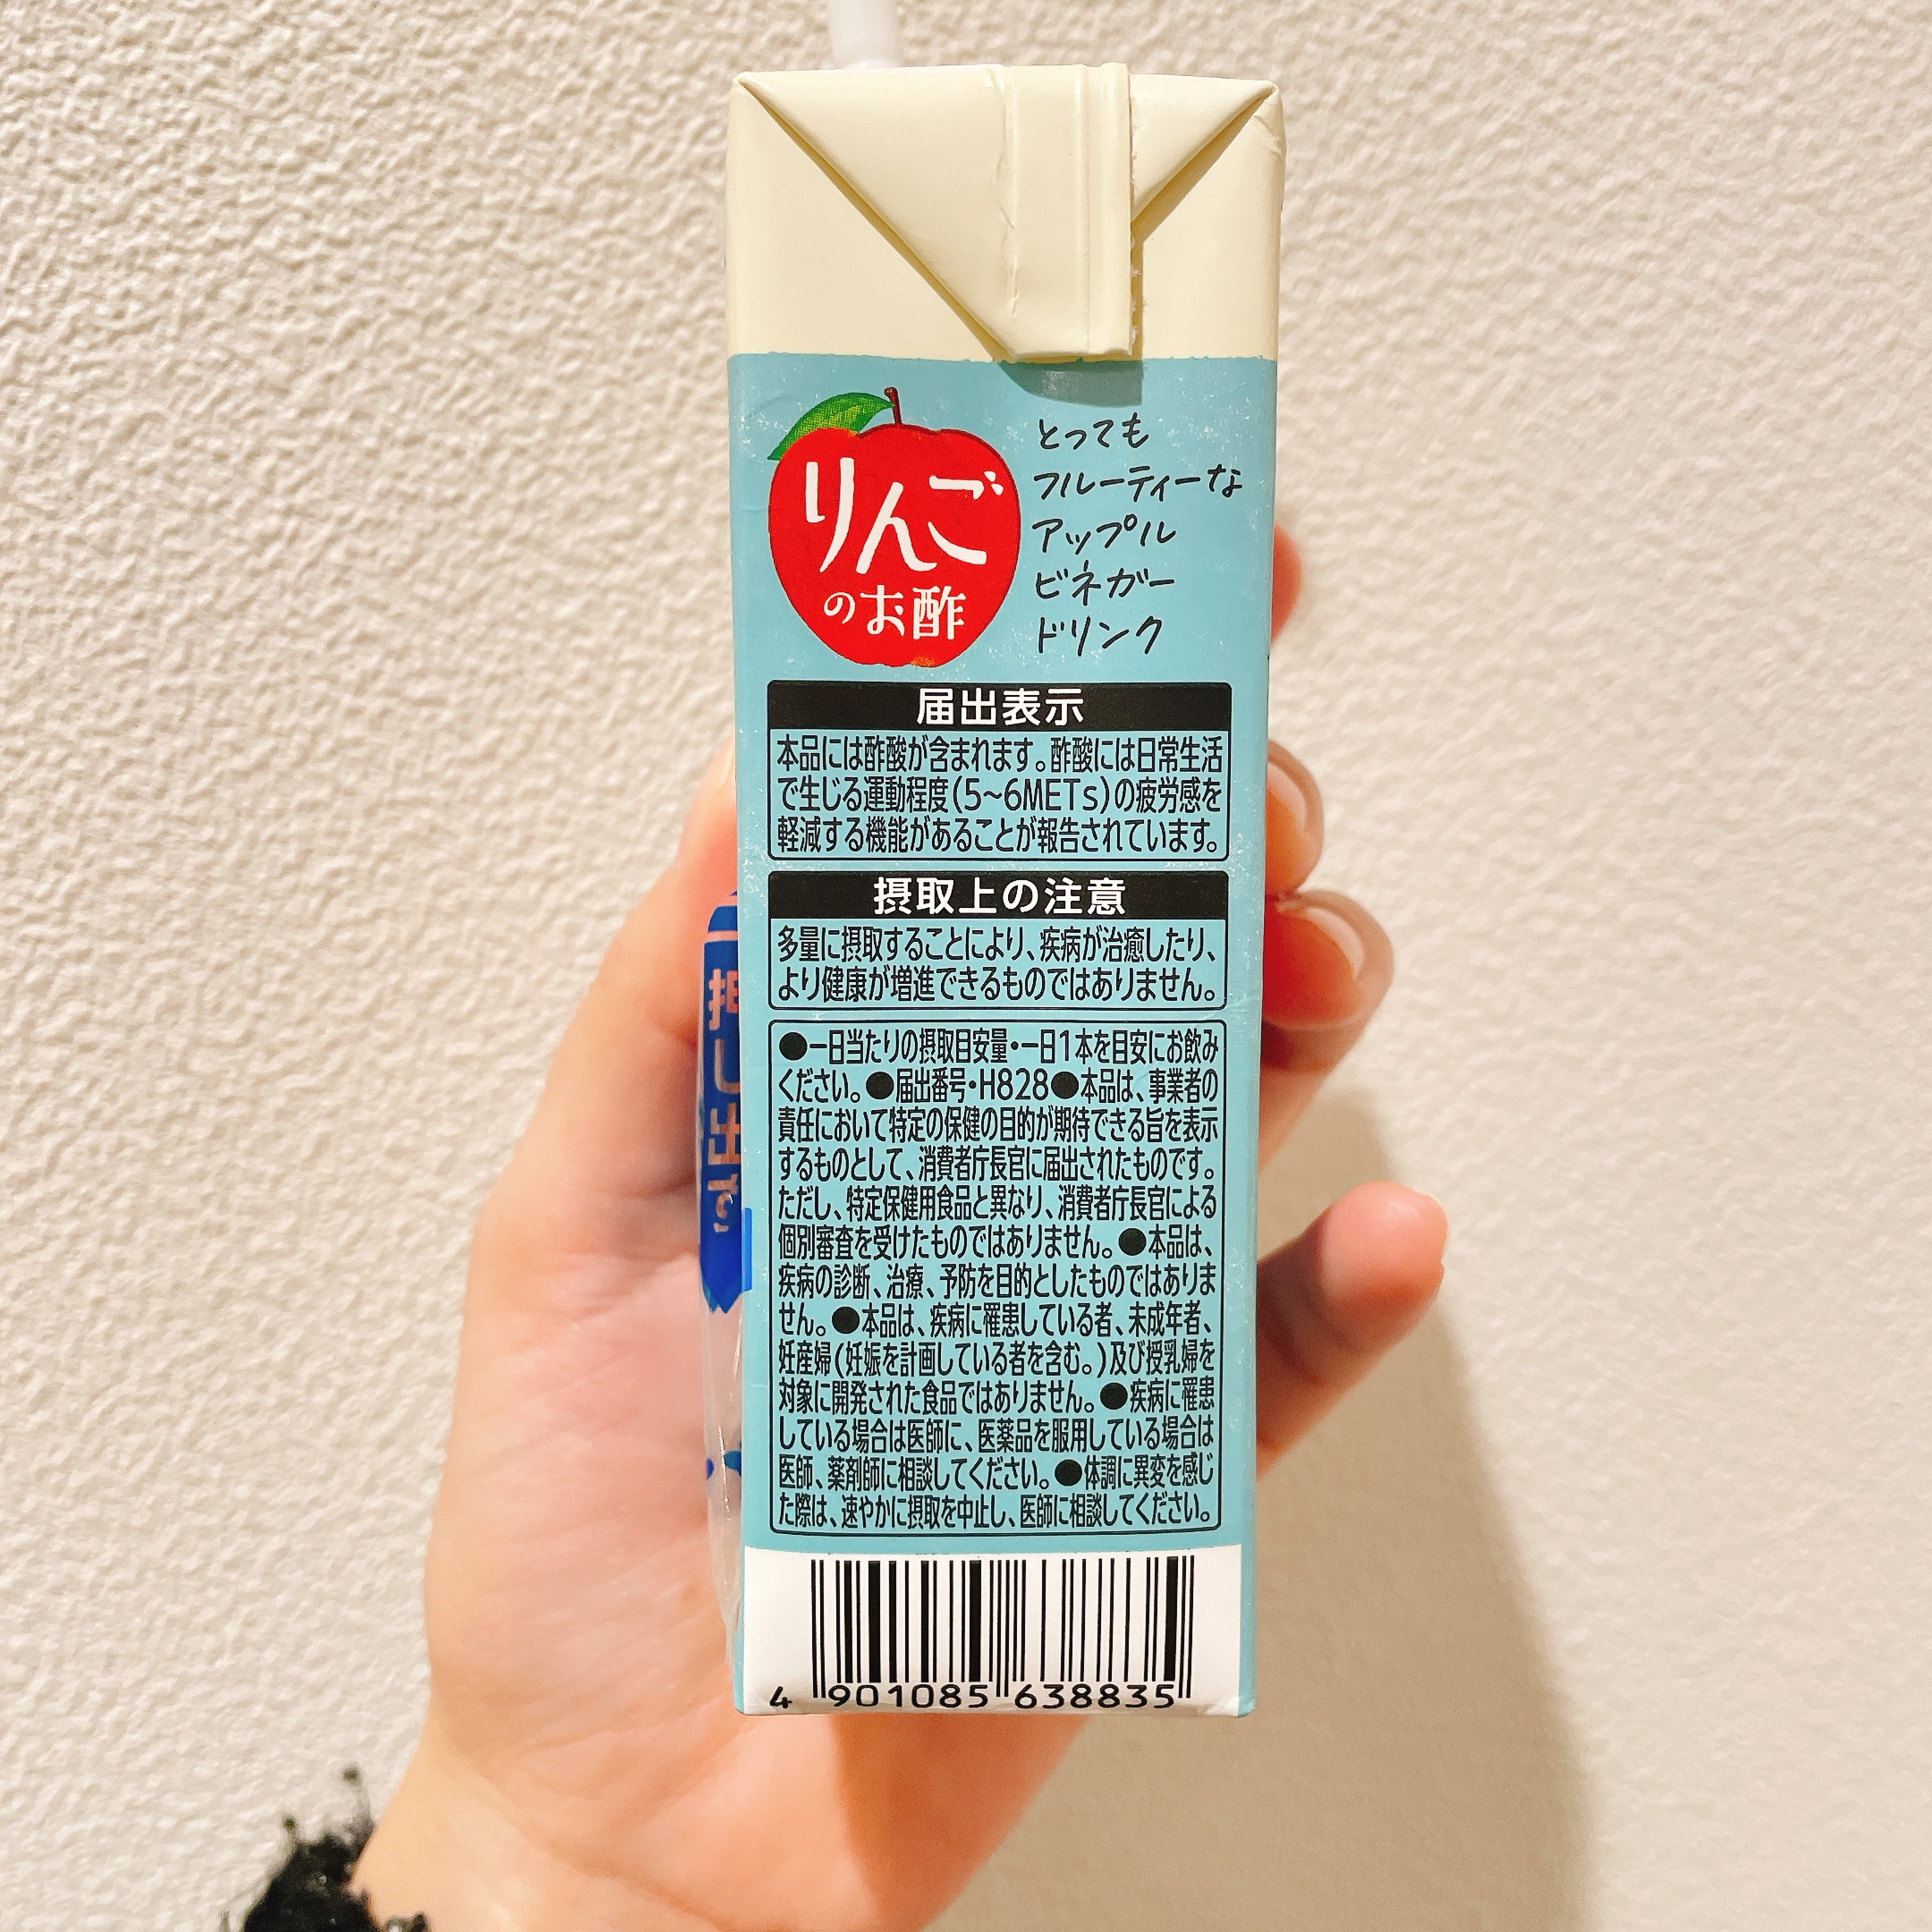 りんご
のお酢
とっても
フルーティーな
アップル
ビネガー
ドリンク
届出表示
本品には酢酸が含まれます。酢酸には日常生活
で生じる運動程度(5~6METs)の疲労感を
軽減する機能があることが報告されています。
摂取上の注意
多量に摂取することにより、疾病が治癒したり、
より健康が増進できるものではありません。
●一日当たりの摂取目安量・一日1本を目安にお飲み
ください。●届出番号・H828●本品は、事業者の
責任において特定の保健の目的が期待できる旨を表示
するものとして、消費者庁長官に届出されたものです。
ただし、特定保健用食品と異なり、消費者庁長官による
個別審査を受けたものではありません。●本品は、
疾病の診断、治療、予防を目的としたものではありま
せん。●本品は、疾病に罹患している者、未成年者、
妊産婦(妊娠を計画している者を含む。)及び授乳婦を
対象に開発された食品ではありません。●疾病に罹患
している場合は医師に、医薬品を服用している場合は
医師、薬剤師に相談してください。●体調に異変を感じ
た際は、速やかに摂取を中止し、医師に相談してください。
4 901085 638835
押し出す